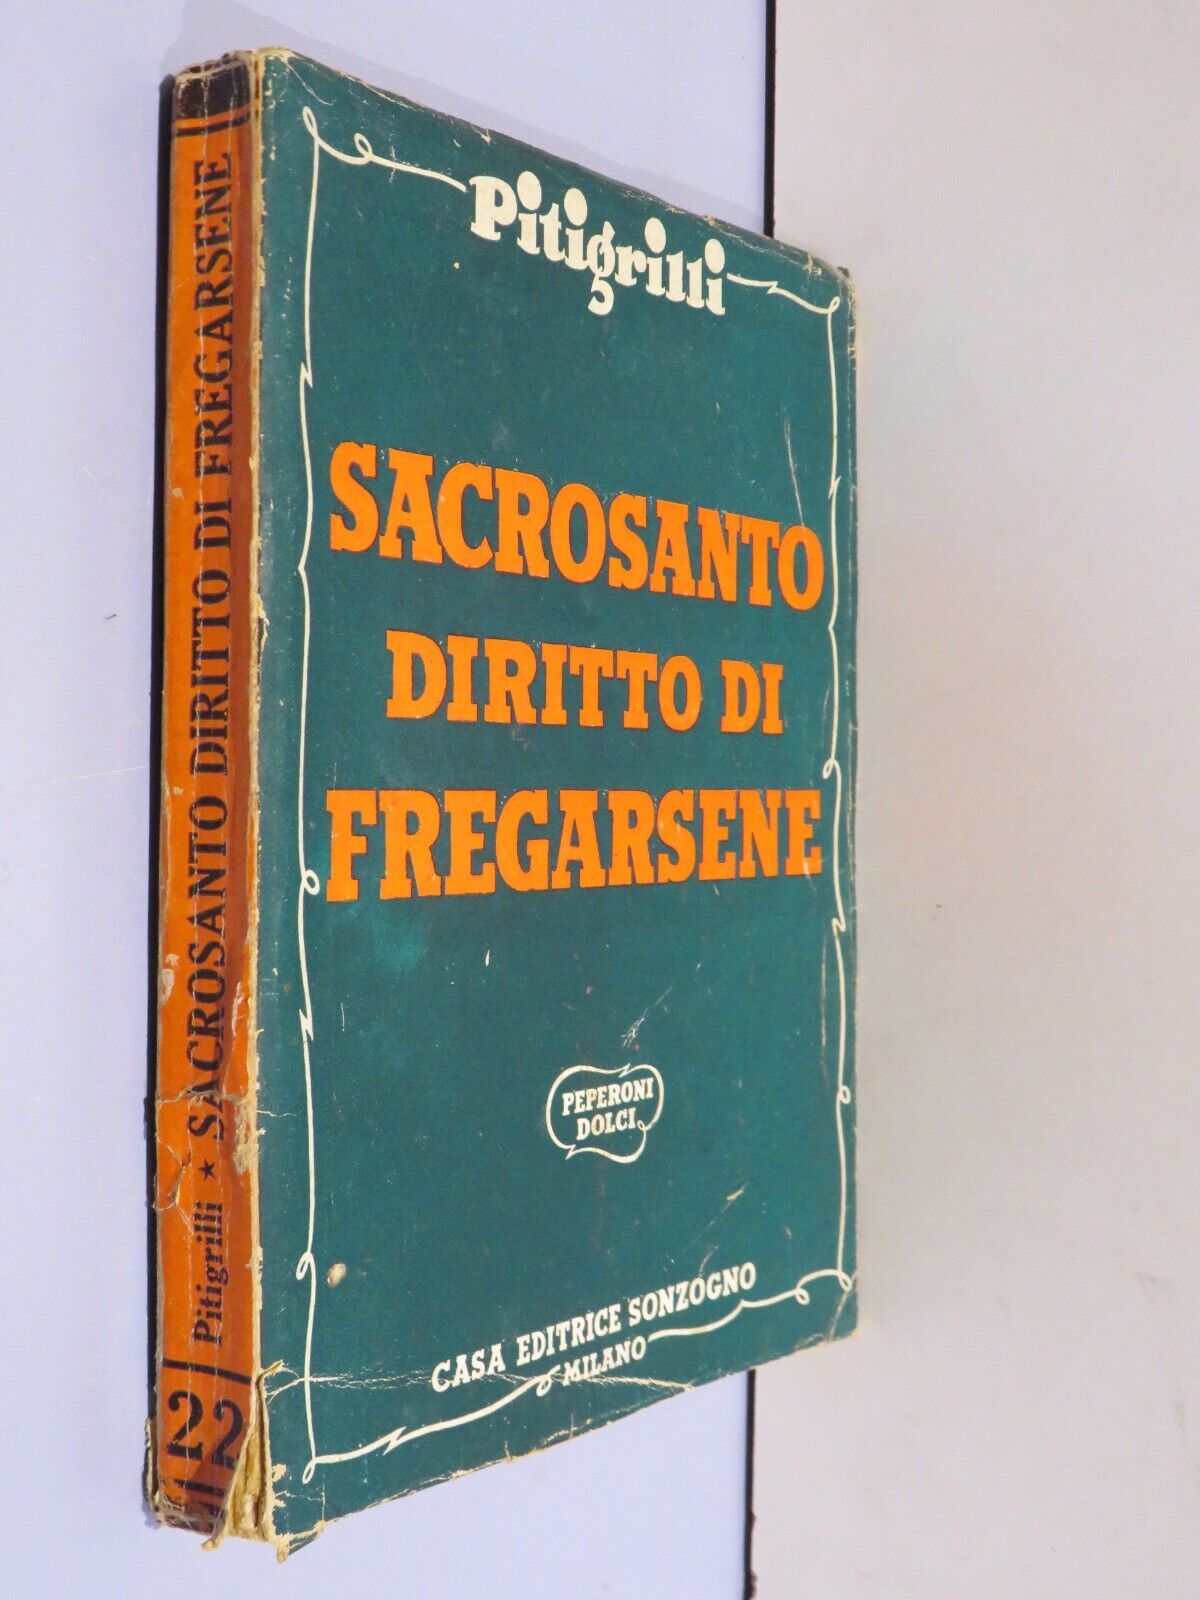 Pitigrilli
SACROSANTO
DIRITTO DI
FREGARSENE
PEPERONI
DOLCI
CASA EDITRICE SONZOGNO
MILANO
22
Pitigrilli ★ SACROSANTO DIRITTO DI FREGARSENE